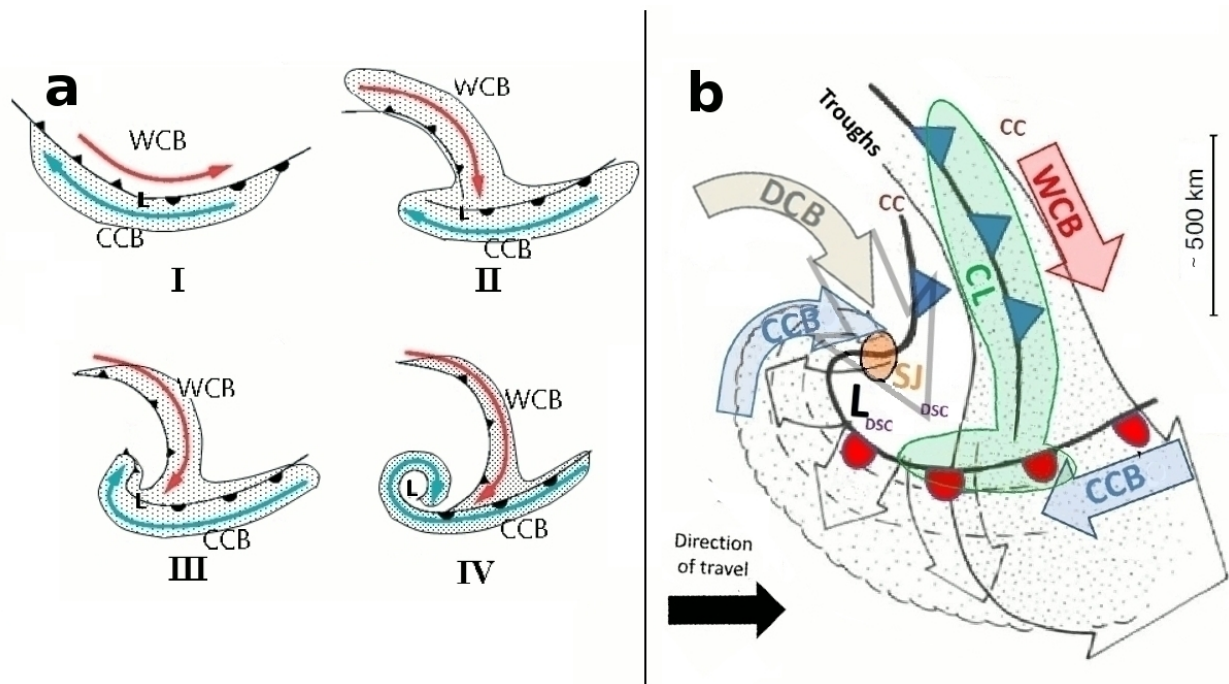 a
WCB
L
CCB
I
WCB
L
CCB
II
WCB
L
CCB
III
WCB
L
CCB
IV
b
Troughs
CC
WCB
~ 500 km
DCB
CC
CL
CCB
SJ
L
DSC
DSC
CCB
Direction
of travel